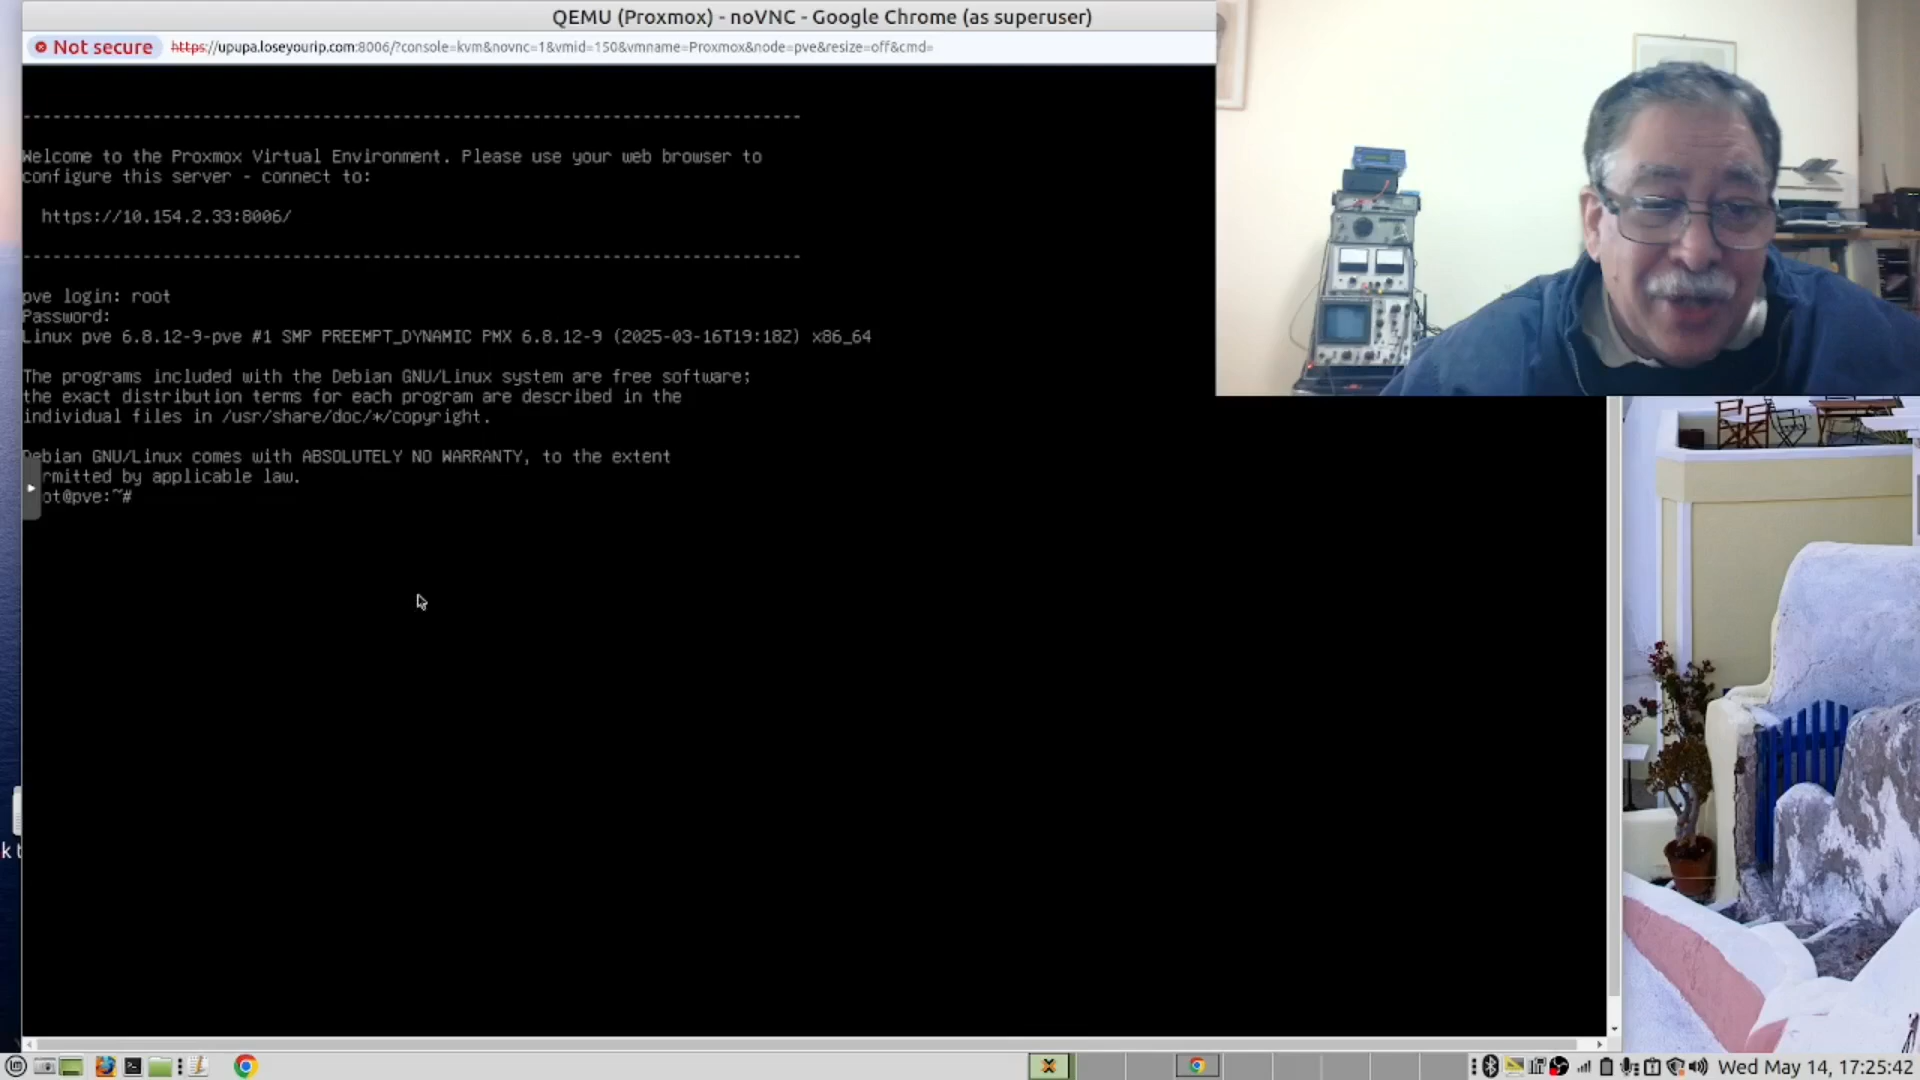 QEMU (Proxmox) - noVNC - Google Chrome (as superuser)
Not secure https://upupa.loseyourip.com:8006/?console=kvm&novnc=1&vmid=150&vmname=Proxmox&node=pve&resize=off&cmd=
--------------------------------------------------------------------------------
Welcome to the Proxmox Virtual Environment. Please use your web browser to
configure this server - connect to:
https://10.154.2.33:8006/
--------------------------------------------------------------------------------
pve login: root
Password:
Linux pve 6.8.12-9-pve #1 SMP PREEMPT_DYNAMIC PMX 6.8.12-9 (2025-03-16T19:18Z) x86_64
The programs included with the Debian GNU/Linux system are free software;
the exact distribution terms for each program are described in the
individual files in /usr/share/doc/*/copyright.
Debian GNU/Linux comes with ABSOLUTELY NO WARRANTY, to the extent
rmitted by applicable law.
ot@pve:~#
k t
Wed May 14, 17:25:42